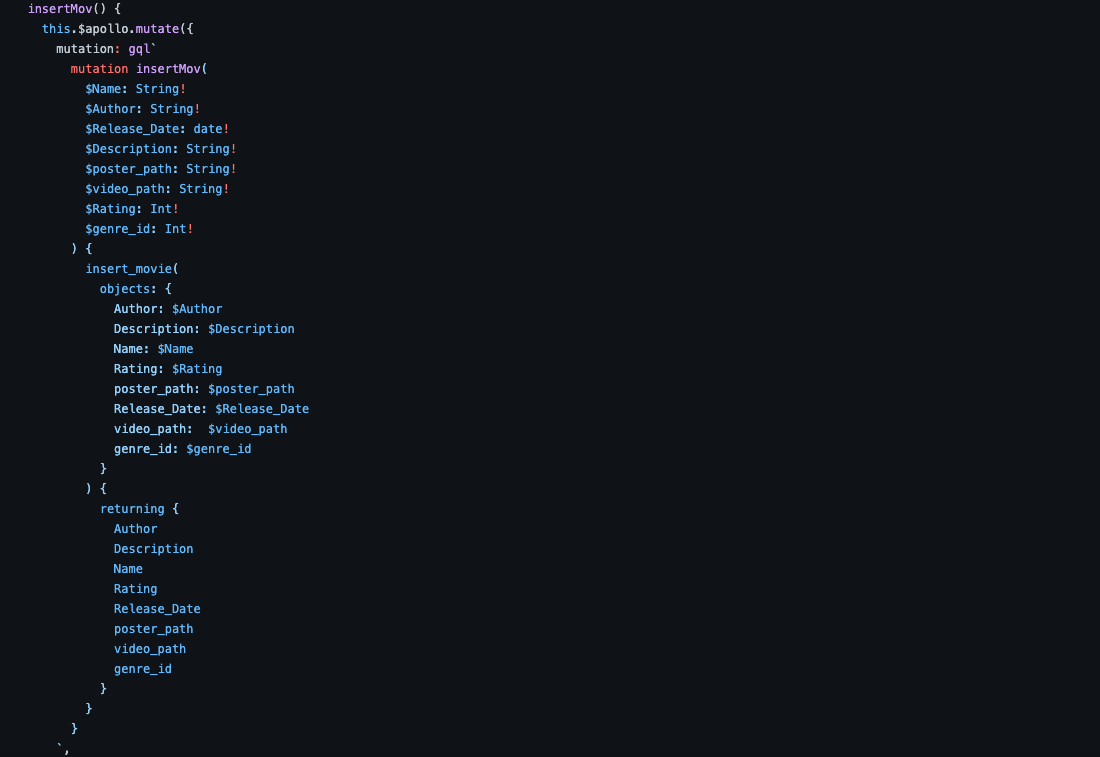 insertMov() {
this.$apollo.mutate({
mutation: gql`
mutation insertMov(
$Name: String!
$Author: String!
$Release_Date: date!
$Description: String!
$poster_path: String!
$video_path: String!
$Rating: Int!
$genre_id: Int!
) {
insert_movie(
objects: {
Author: $Author
Description: $Description
Name: $Name
Rating: $Rating
poster_path: $poster_path
Release_Date: $Release_Date
video_path:  $video_path
genre_id: $genre_id
}
) {
returning {
Author
Description
Name
Rating
Release_Date
poster_path
video_path
genre_id
}
}
}
`,